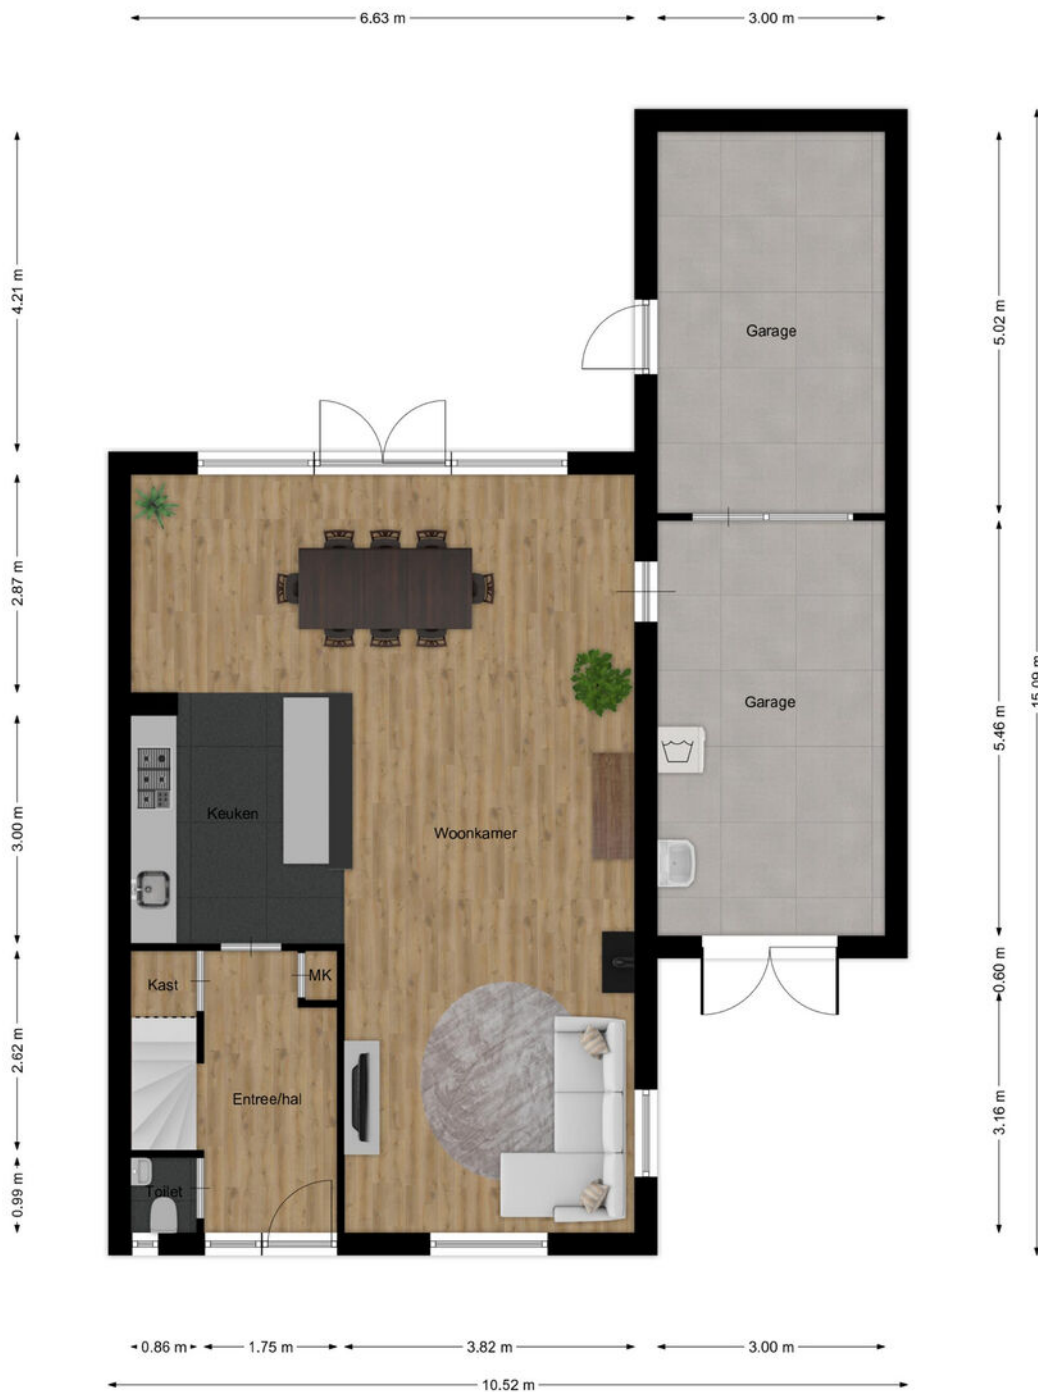 6.63 m
3.00 m
4.21 m
2.87 m
3.00 m
2.62 m
0.99 m
Garage
5.02 m
15.09 m
Garage
5.46 m
Keuken
Woonkamer
Kast
MK
0.60 m
Entree/hal
3.16 m
Toilet
0.86 m
1.75 m
3.82 m
3.00 m
10.52 m